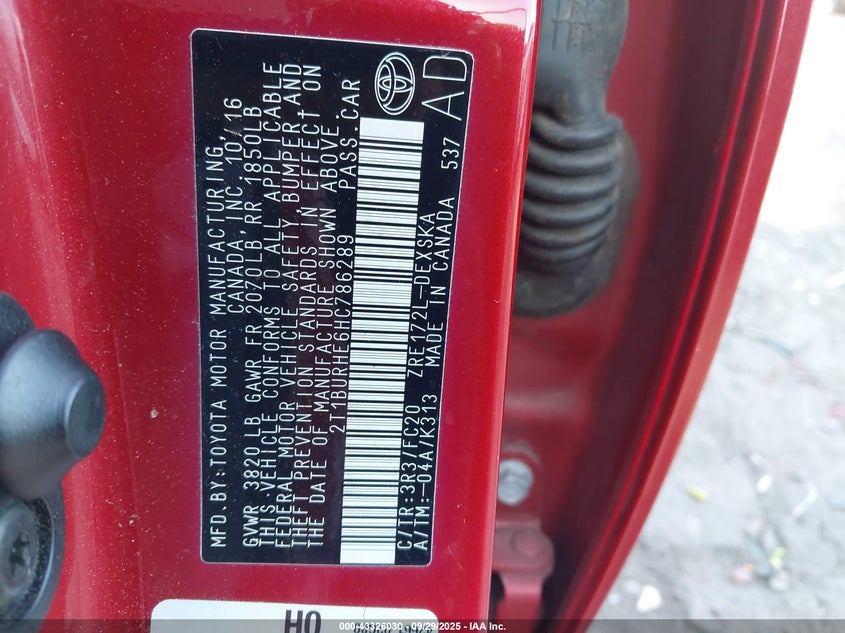 MFD. BY: TOYOTA MOTOR MANUFACTURING,
CANADA, INC. 10/16
GVWR 3820 LB GAWR FR 2070 LB, RR 1850LB
THIS VEHICLE CONFORMS TO ALL APPLICABLE
FEDERAL MOTOR VEHICLE SAFETY, BUMPER, AND
THEFT PREVENTION STANDARDS IN EFFECT ON
THE DATE OF MANUFACTURE SHOWN ABOVE.
2T1BURHE6HC786289 PASS. CAR
C/TR: 3R3/FC20 ZRE172L-DEXSKA
A/TM:-04A/K313 MADE IN CANADA 537
AD
HO
000-43326030 - 09/29/2025 - IAA Inc.